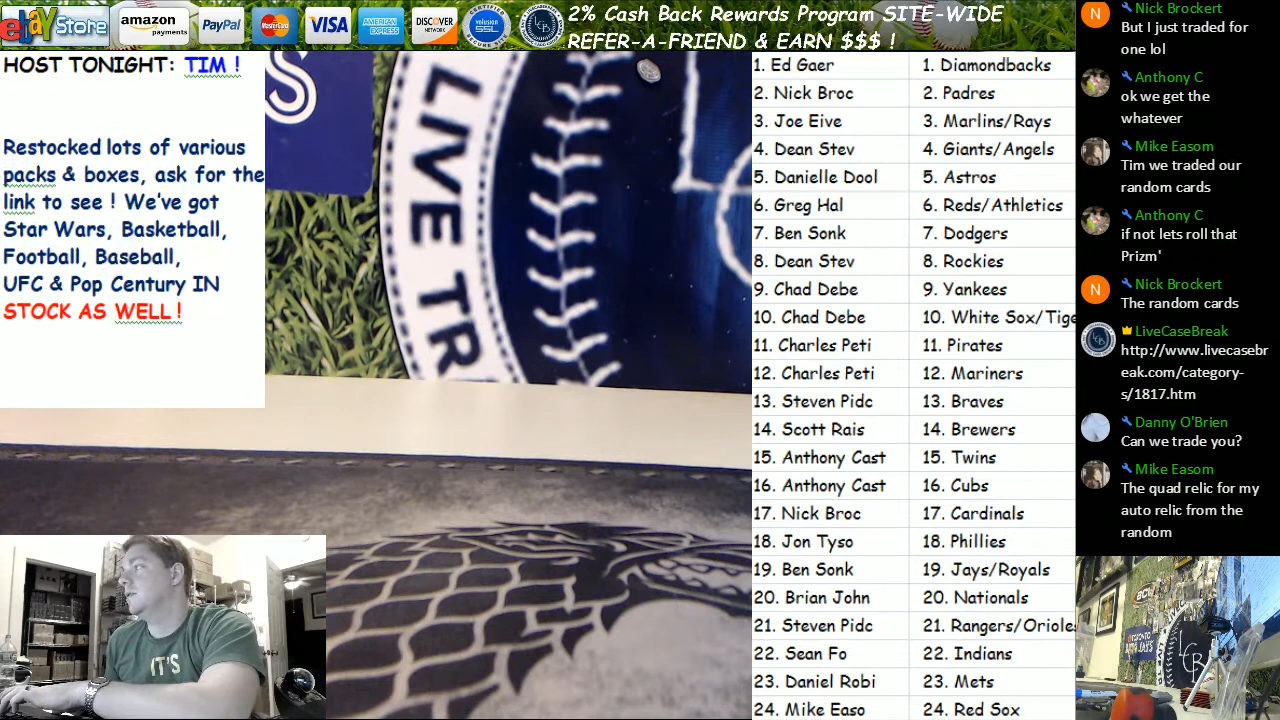 ebay Store
amazon payments
PayPal
MasterCard
VISA
AMERICAN EXPRESS
DISCOVER NETWORK
CERTIFIED
volusion SSL
LCB
2% Cash Back Rewards Program SITE-WIDE
REFER-A-FRIEND & EARN $$$ !
HOST TONIGHT: TIM !
Restocked lots of various
packs & boxes, ask for the
link to see ! We've got
Star Wars, Basketball,
Football, Baseball,
UFC & Pop Century IN
STOCK AS WELL !
S
LIVE TR
IT'S
1. Ed Gaer 1. Diamondbacks
2. Nick Broc 2. Padres
3. Joe Eive 3. Marlins/Rays
4. Dean Stev 4. Giants/Angels
5. Danielle Dool 5. Astros
6. Greg Hal 6. Reds/Athletics
7. Ben Sonk 7. Dodgers
8. Dean Stev 8. Rockies
9. Chad Debe 9. Yankees
10. Chad Debe 10. White Sox/Tige
11. Charles Peti 11. Pirates
12. Charles Peti 12. Mariners
13. Steven Pidc 13. Braves
14. Scott Rais 14. Brewers
15. Anthony Cast 15. Twins
16. Anthony Cast 16. Cubs
17. Nick Broc 17. Cardinals
18. Jon Tyso 18. Phillies
19. Ben Sonk 19. Jays/Royals
20. Brian John 20. Nationals
21. Steven Pidc 21. Rangers/Oriole
22. Sean Fo 22. Indians
23. Daniel Robi 23. Mets
24. Mike Easo 24. Red Sox
N
Nick Brockert
But I just traded for
one lol
Anthony C
ok we get the
whatever
Mike Easom
Tim we traded our
random cards
Anthony C
if not lets roll that
Prizm'
N
Nick Brockert
The random cards
LiveCaseBreak
http://www.livecasebr
eak.com/category-
s/1817.htm
Danny O'Brien
Can we trade you?
Mike Easom
The quad relic for my
auto relic from the
random
LCB